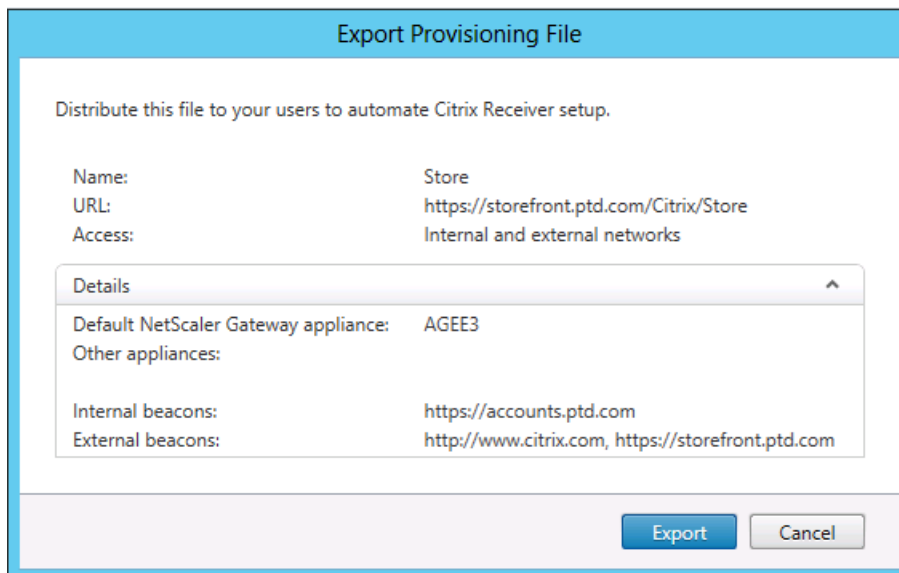 Export Provisioning File
Distribute this file to your users to automate Citrix Receiver setup.
Name: Store
URL: https://storefront.ptd.com/Citrix/Store
Access: Internal and external networks
Details
Default NetScaler Gateway appliance: AGEE3
Other appliances:
Internal beacons: https://accounts.ptd.com
External beacons: http://www.citrix.com, https://storefront.ptd.com
Export Cancel